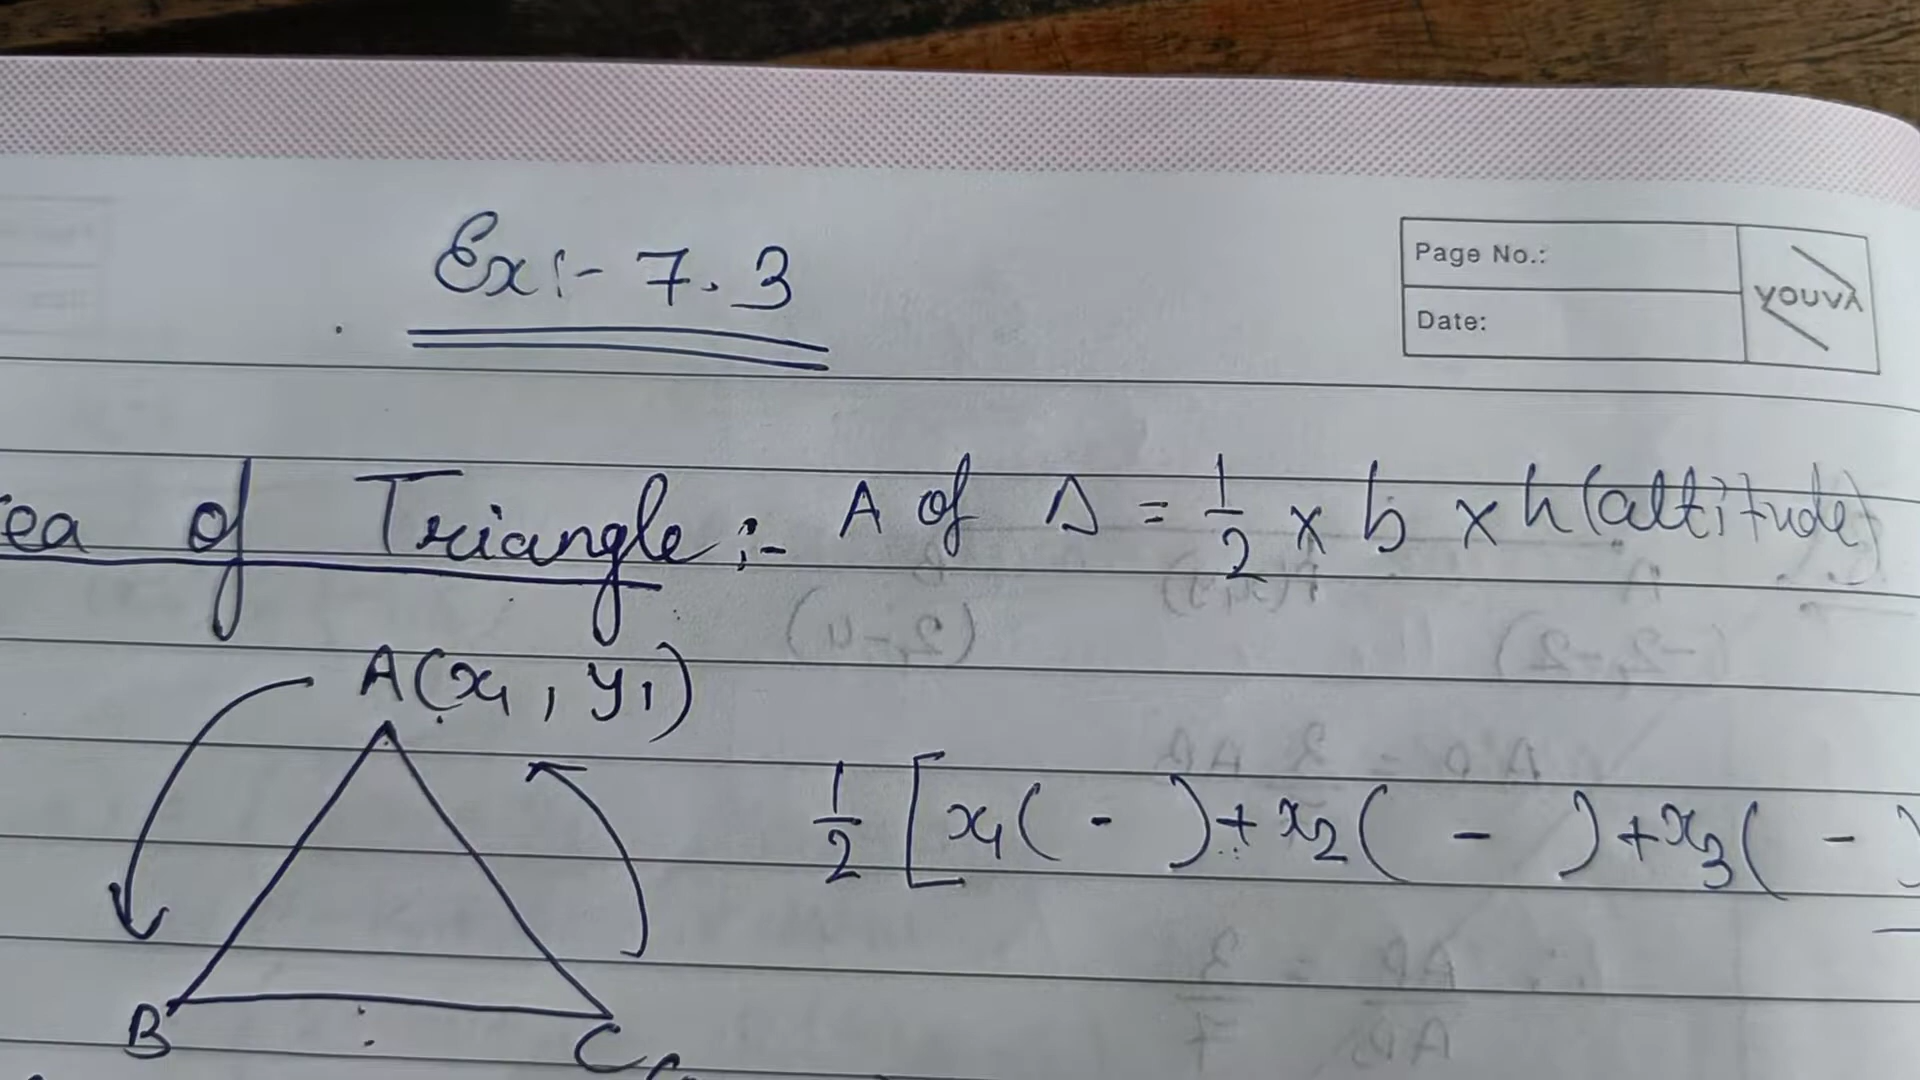 Ex:- 7.3
Page No.:
Date:
YOUVA
ea of Triangle:- A of Δ = 1/2 × b × h(altitude)
A(x1, y1)
1/2 [x1( - ) + x2( - ) + x3( - )
B
C(